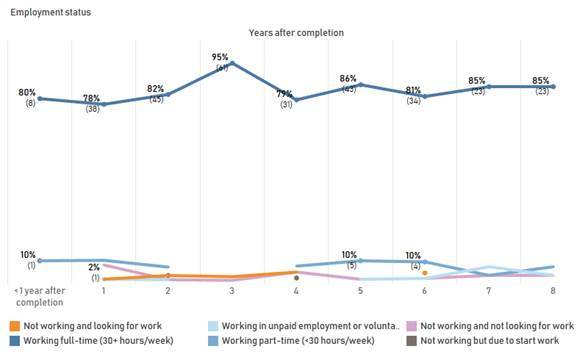 Employment status
Years after completion
95%
(61)
80%
(8)
78%
(38)
82%
(45)
79%
(31)
86%
(43)
81%
(34)
85%
(23)
85%
(23)
10%
(1)
2%
(1)
10%
(5)
10%
(4)
< 1 year after
completion
1 2 3 4 5 6 7 8
Not working and looking for work
Working in unpaid employment or volunta..
Not working and not looking for work
Working full-time (30+ hours/week)
Working part-time (<30 hours/week)
Not working but due to start work